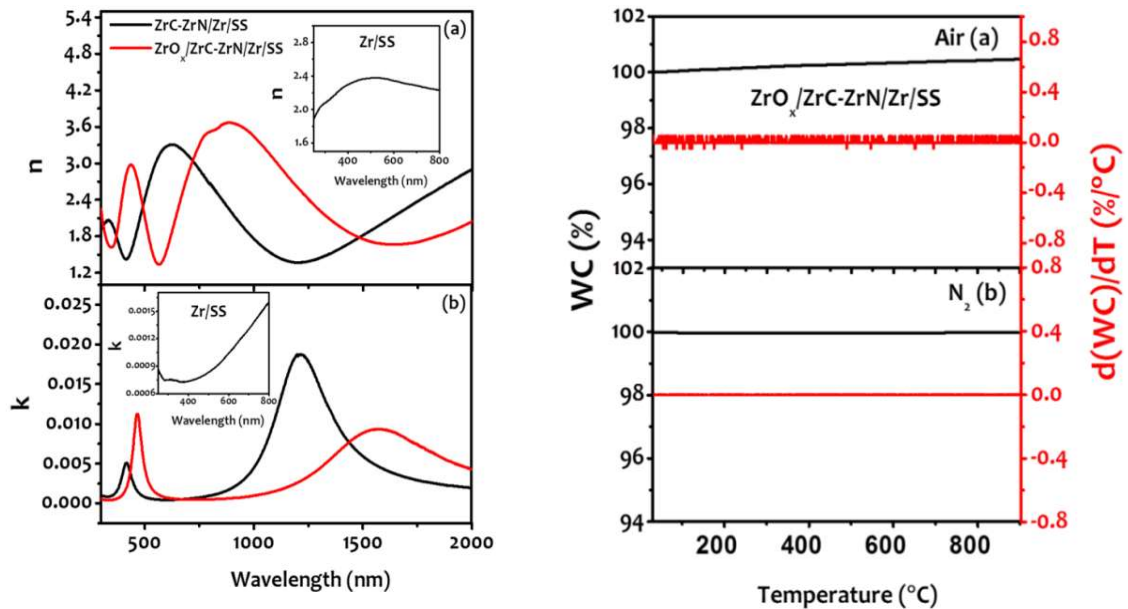 5.4
4.8
4.2
3.6
3.0
2.4
1.8
1.2
n
ZrC-ZrN/Zr/SS
ZrOₓ/ZrC-ZrN/Zr/SS
(a)
Zr/SS
2.8
2.4
2.0
1.6
n
400 600 800
Wavelength (nm)
0.025
0.020
0.015
0.010
0.005
0.000
k
(b)
Zr/SS
0.0015
0.0012
0.0009
0.0006
k
400 600 800
Wavelength (nm)
500 1000 1500 2000
Wavelength (nm)
102
100
98
96
94
Air (a)
ZrOₓ/ZrC-ZrN/Zr/SS
0.8
0.4
0.0
-0.4
-0.8
WC (%)
d(WC)/dT (%/°C)
102
100
98
96
94
N₂ (b)
0.8
0.4
0.0
-0.4
-0.8
200 400 600 800
Temperature (°C)